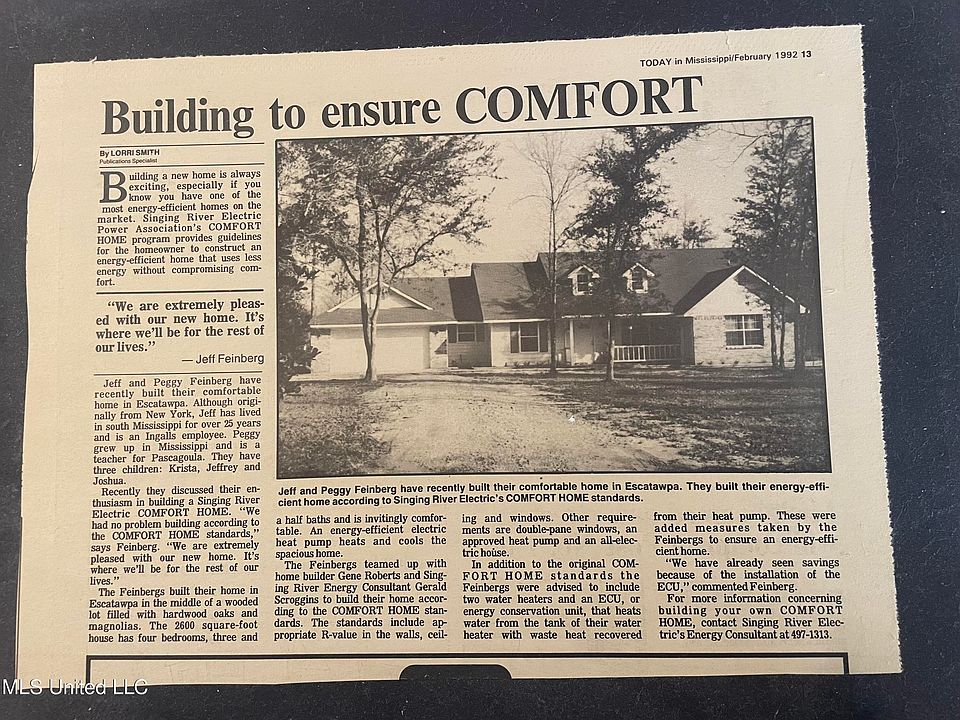 TODAY in Mississippi/February 1992 13
Building to ensure COMFORT
By LORRI SMITH
Publications Specialist
Building a new home is always
exciting, especially if you
know you have one of the
most energy-efficient homes on the
market. Singing River Electric
Power Association's COMFORT
HOME program provides guidelines
for the homeowner to construct an
energy-efficient home that uses less
energy without compromising com-
fort.
"We are extremely pleas-
ed with our new home. It's
where we'll be for the rest of
our lives."
— Jeff Feinberg
Jeff and Peggy Feinberg have
recently built their comfortable
home in Escatawpa. Although origi-
nally from New York, Jeff has lived
in south Mississippi for over 25 years
and is an Ingalls employee. Peggy
grew up in Mississippi and is a
teacher for Pascagoula. They have
three children: Krista, Jeffrey and
Joshua.
Recently they discussed their en-
thusiasm in building a Singing River
Electric COMFORT HOME. "We
had no problem building according to
the COMFORT HOME standards,"
says Feinberg. "We are extremely
pleased with our new home. It's
where we'll be for the rest of our
lives."
The Feinbergs built their home in
Escatawpa in the middle of a wooded
lot filled with hardwood oaks and
magnolias. The 2600 square-foot
house has four bedrooms, three and
Jeff and Peggy Feinberg have recently built their comfortable home in Escatawpa. They built their energy-effi-
cient home according to Singing River Electric's COMFORT HOME standards.
a half baths and is invitingly comfor-
table. An energy-efficient electric
heat pump heats and cools the
spacious home.
The Feinbergs teamed up with
home builder Gene Roberts and Sing-
ing River Energy Consultant Gerald
Scroggins to build their home accor-
ding to the COMFORT HOME stan-
dards. The standards include ap-
propriate R-value in the walls, ceil-
ing and windows. Other require-
ments are double-pane windows, an
approved heat pump and an all-elec-
tric house.
In addition to the original COM-
FORT HOME standards the
Feinbergs were advised to include
two water heaters and an ECU, or
energy conservation unit, that heats
water from the tank of their water
heater with waste heat recovered
from their heat pump. These were
added measures taken by the
Feinbergs to ensure an energy-effi-
cient home.
"We have already seen savings
because of the installation of the
ECU," commented Feinberg.
For more information concerning
building your own COMFORT
HOME, contact Singing River Elec-
tric's Energy Consultant at 497-1313.
MLS United LLC